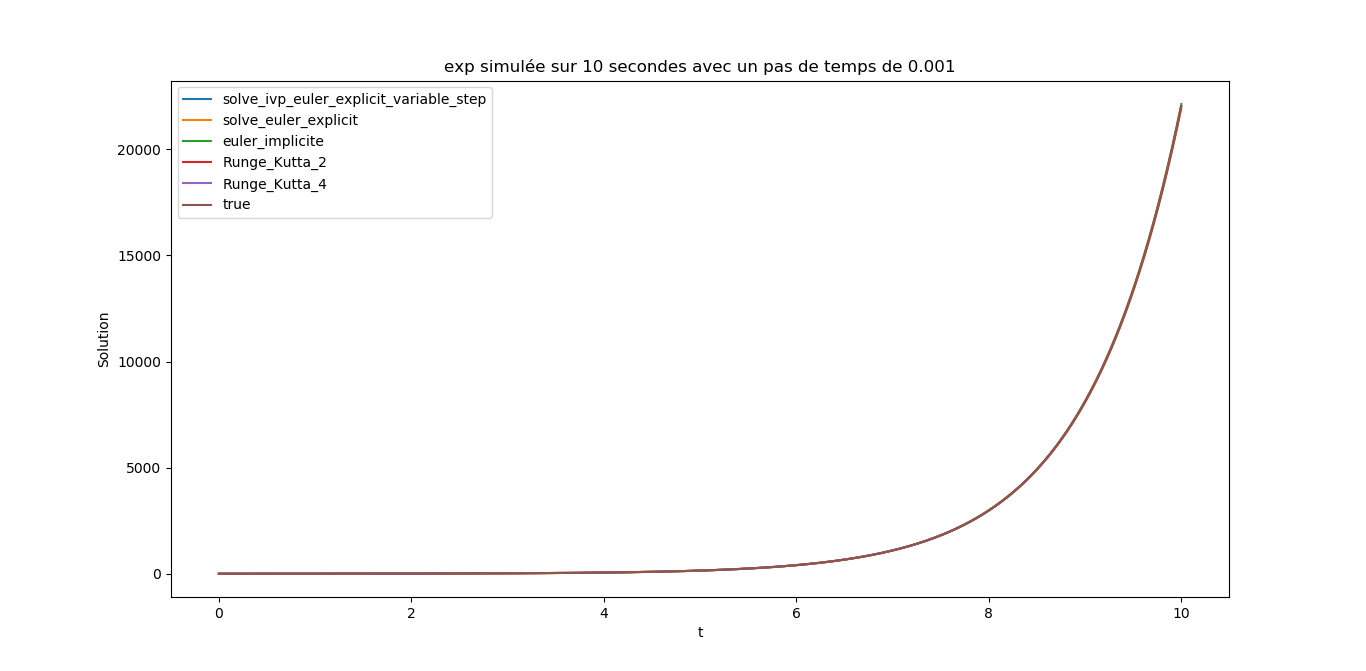 exp simulée sur 10 secondes avec un pas de temps de 0.001
solve_ivp_euler_explicit_variable_step
solve_euler_explicit
euler_implicite
Runge_Kutta_2
Runge_Kutta_4
true
20000
15000
10000
5000
0
Solution
0 2 4 6 8 10
t